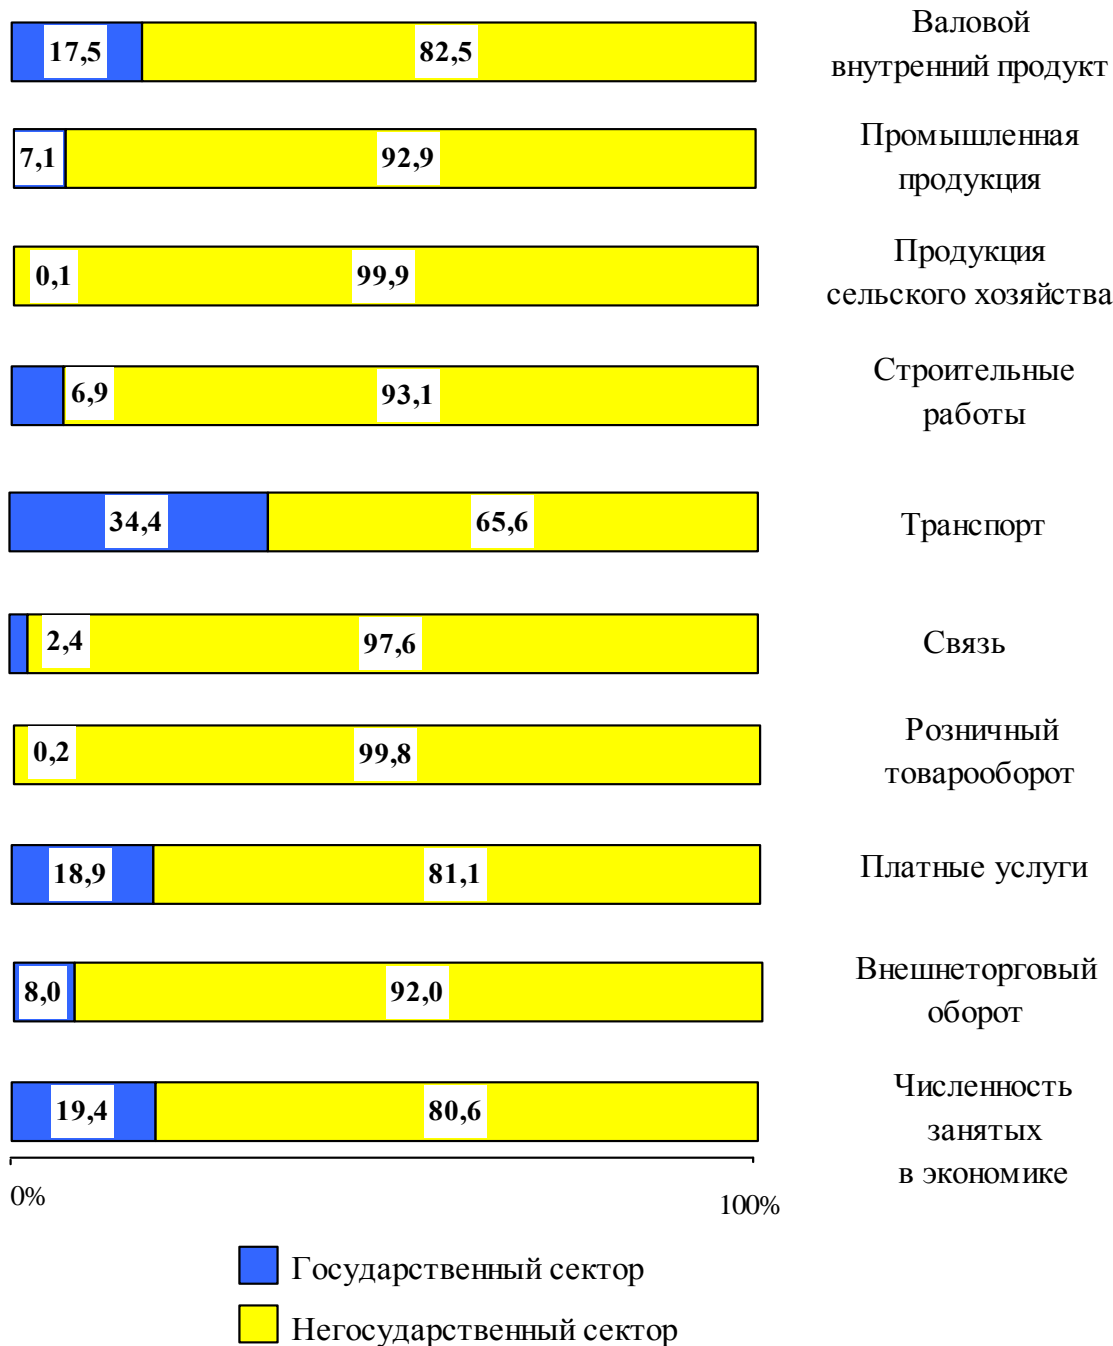 17,5 82,5 Валовой
внутренний продукт
7,1 92,9 Промышленная
продукция
0,1 99,9 Продукция
сельского хозяйства
6,9 93,1 Строительные
работы
34,4 65,6 Транспорт
2,4 97,6 Связь
0,2 99,8 Розничный
товарооборот
18,9 81,1 Платные услуги
8,0 92,0 Внешнеторговый
оборот
19,4 80,6 Численность
занятых
в экономике
0% 100%
Государственный сектор
Негосударственный сектор